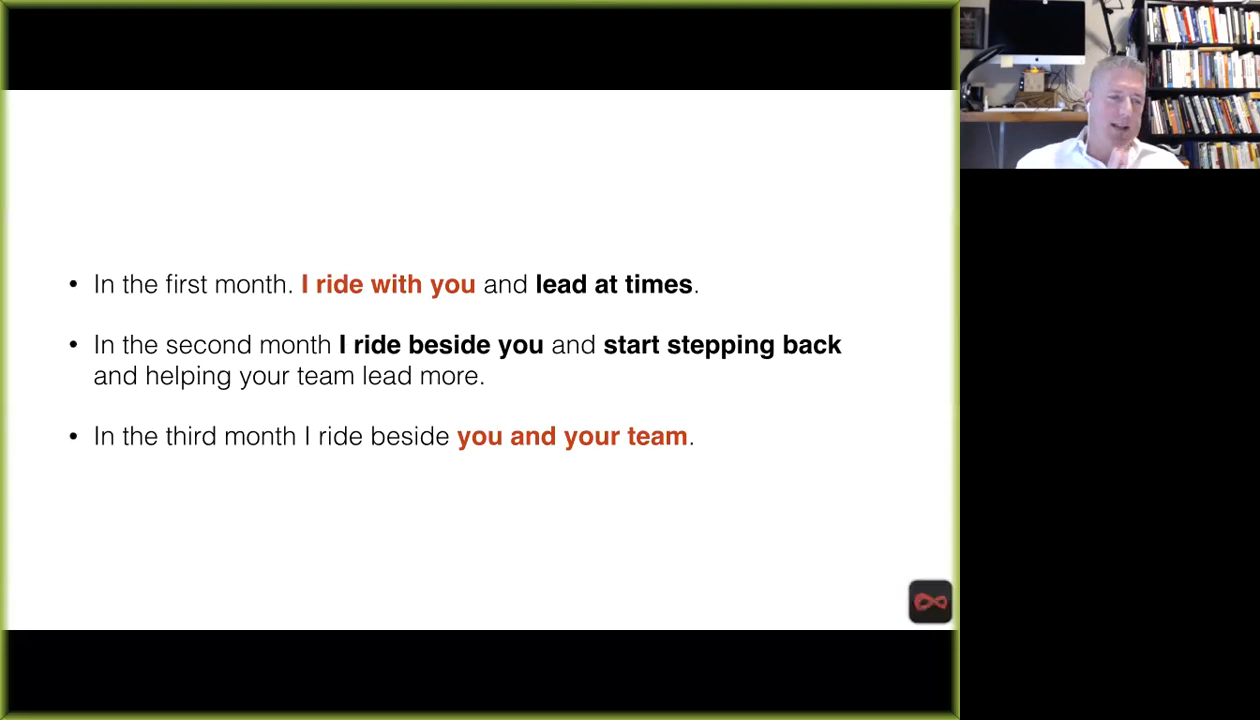 • In the first month. I ride with you and lead at times.
• In the second month I ride beside you and start stepping back
and helping your team lead more.
• In the third month I ride beside you and your team.